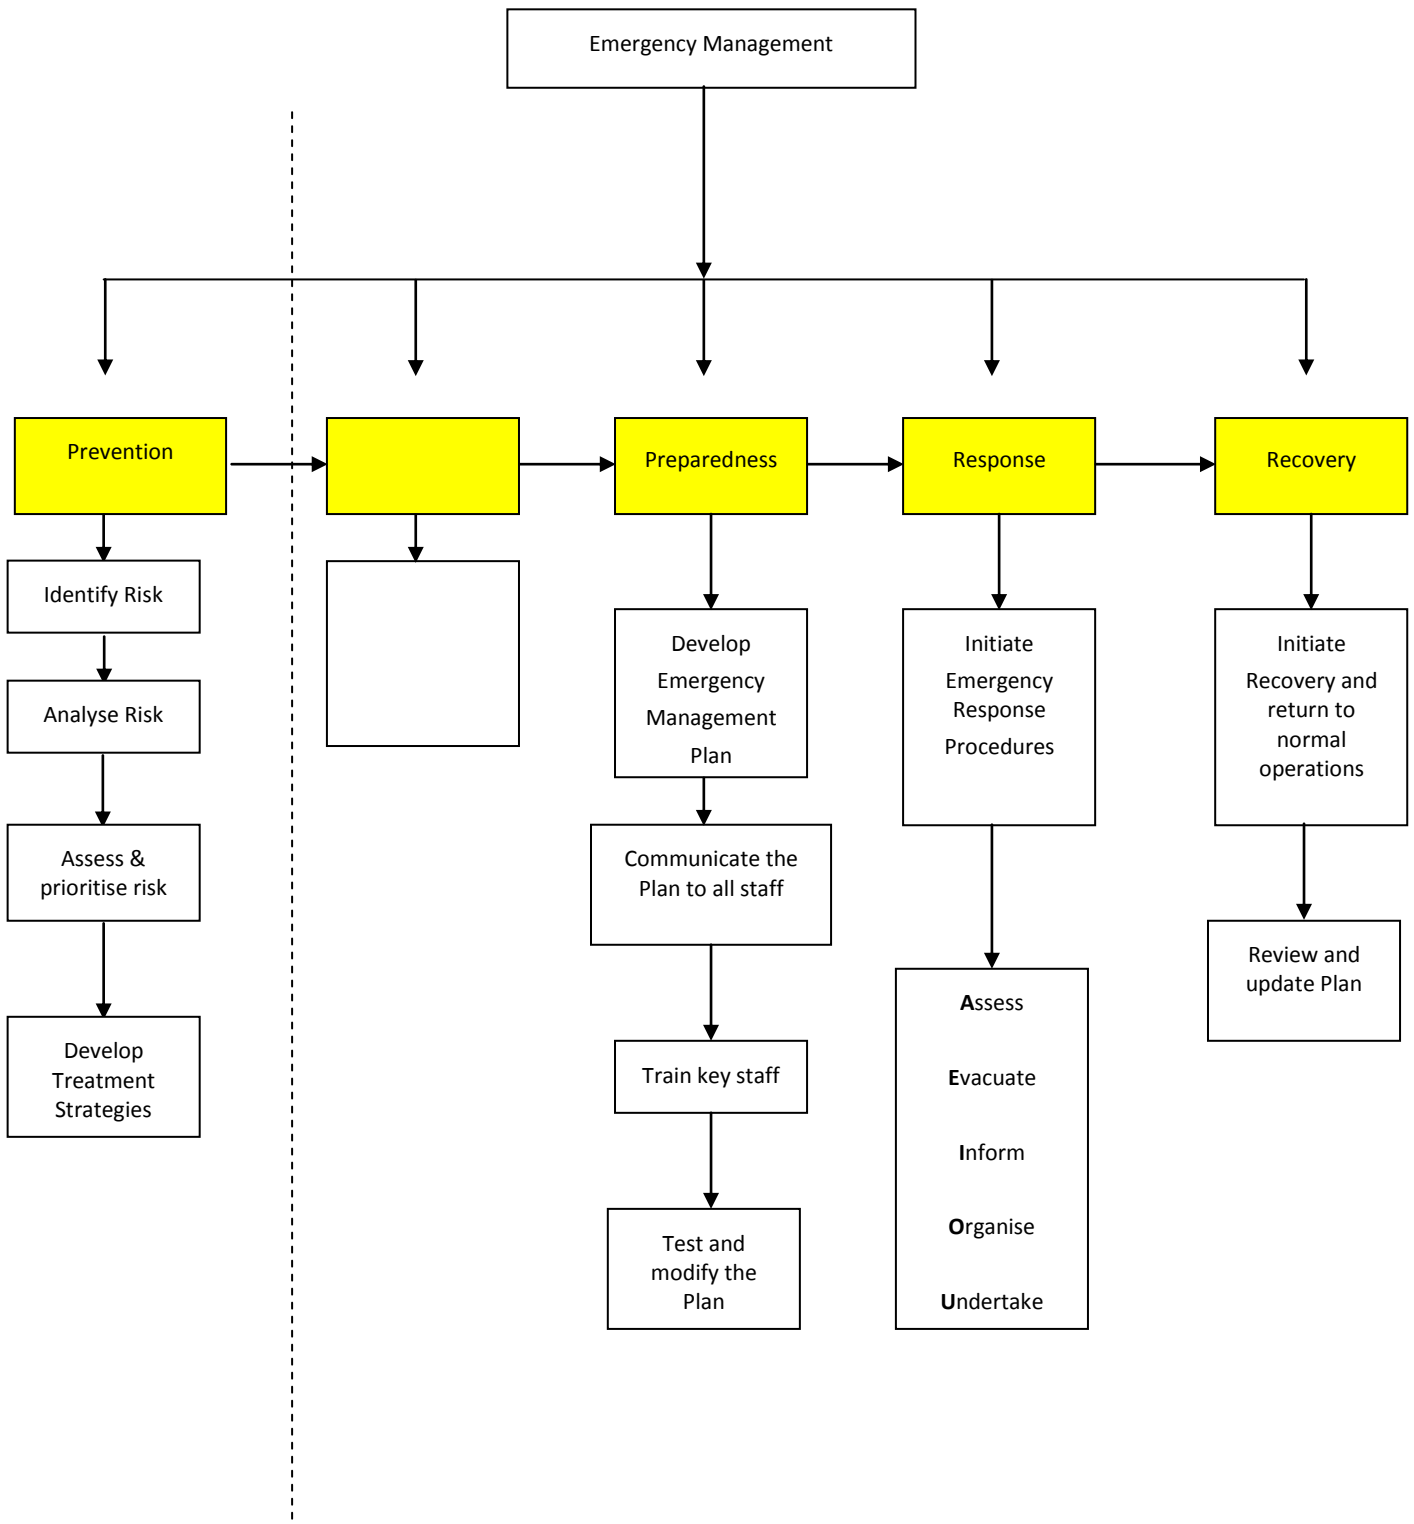 Emergency Management
Prevention
Preparedness
Response
Recovery
Identify Risk
Analyse Risk
Assess &
prioritise risk
Develop
Treatment
Strategies
Develop
Emergency
Management
Plan
Communicate the
Plan to all staff
Train key staff
Test and
modify the
Plan
Initiate
Emergency
Response
Procedures
Assess
Evacuate
Inform
Organise
Undertake
Initiate
Recovery and
return to
normal
operations
Review and
update Plan